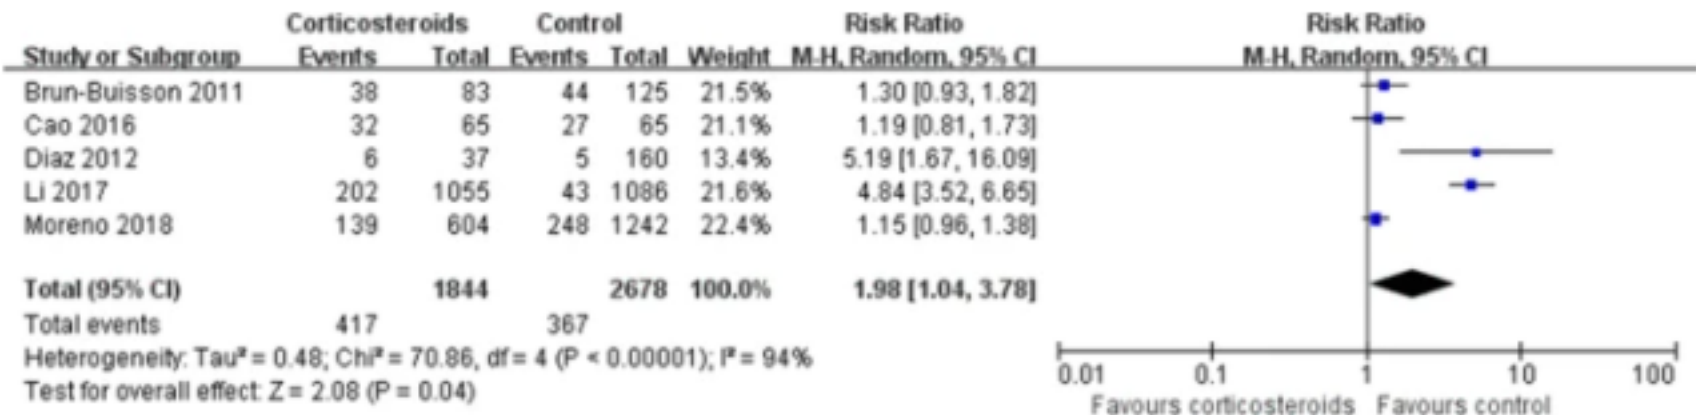 Corticosteroids Control Risk Ratio Risk Ratio
Study or Subgroup Events Total Events Total Weight M-H, Random, 95% CI M-H, Random, 95% CI
Brun-Buisson 2011 38 83 44 125 21.5% 1.30 [0.93, 1.82]
Cao 2016 32 65 27 65 21.1% 1.19 [0.81, 1.73]
Diaz 2012 6 37 5 160 13.4% 5.19 [1.67, 16.09]
Li 2017 202 1055 43 1086 21.6% 4.84 [3.52, 6.65]
Moreno 2018 139 604 248 1242 22.4% 1.15 [0.96, 1.38]
Total (95% CI) 1844 2678 100.0% 1.98 [1.04, 3.78]
Total events 417 367
Heterogeneity: Tau² = 0.48; Chi² = 70.86, df = 4 (P < 0.00001); I² = 94%
Test for overall effect: Z = 2.08 (P = 0.04)
0.01 0.1 1 10 100
Favours corticosteroids Favours control